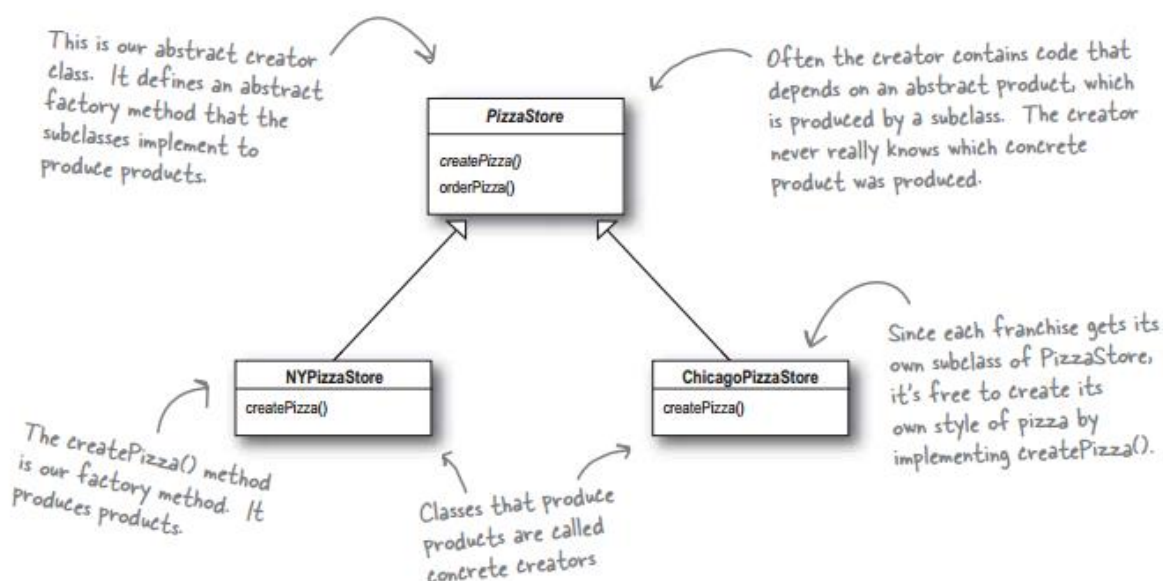 This is our abstract creator
class. It defines an abstract
factory method that the
subclasses implement to
produce products.
Often the creator contains code that
depends on an abstract product, which
is produced by a subclass. The creator
never really knows which concrete
product was produced.
PizzaStore
createPizza()
orderPizza()
NYPizzaStore
createPizza()
ChicagoPizzaStore
createPizza()
Since each franchise gets its
own subclass of PizzaStore,
it's free to create its
own style of pizza by
implementing createPizza().
The createPizza() method
is our factory method. It
produces products.
Classes that produce
products are called
concrete creators